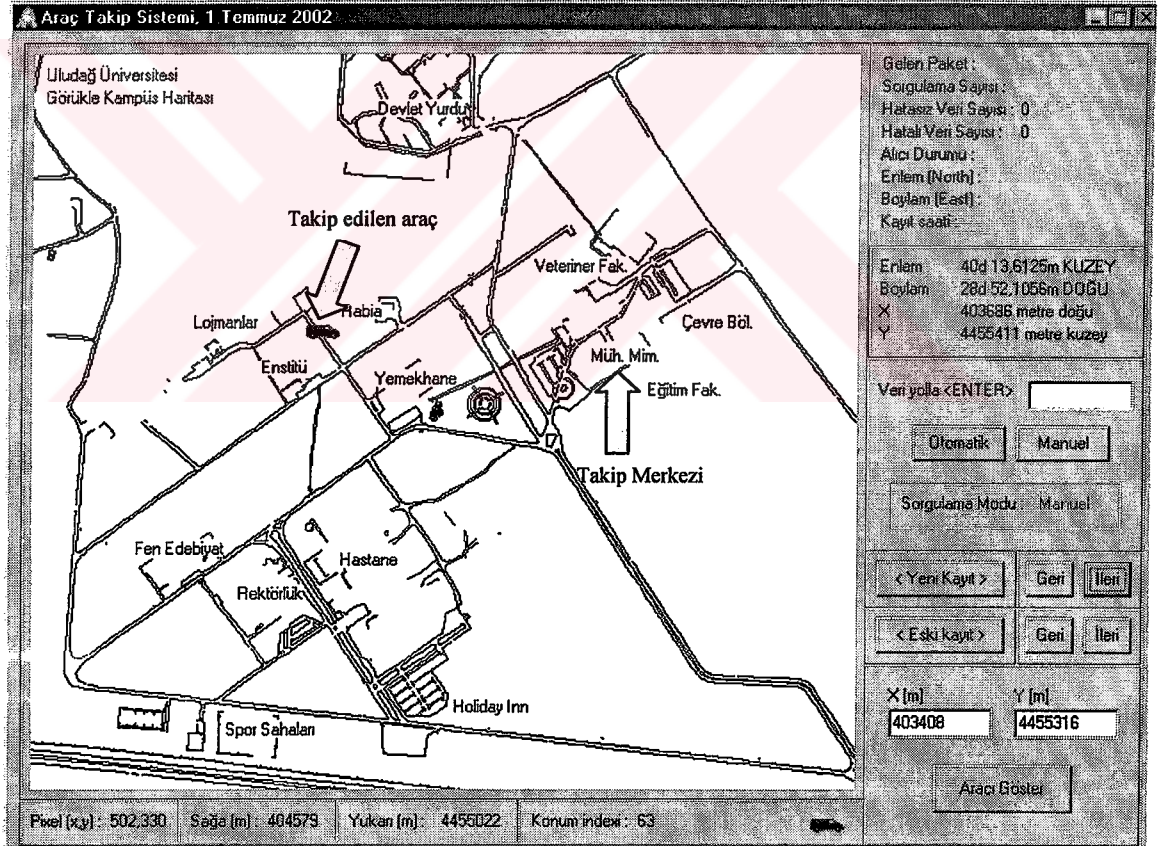 Araç Takip Sistemi, 1 Temmuz 2002
Uludağ Üniversitesi
Görükle Kampüs Haritası
Devlet Yurdu
Takip edilen araç
Veteriner Fak.
Lojmanlar
Habia
Çevre Böl.
Enstitü
Yemekhane
Müh. Mim.
Eğitim Fak.
Takip Merkezi
Fen Edebiyat
Hastane
Rektörlük
Holiday Inn
Spor Sahaları
Gelen Paket :
Sorgulama Sayısı :
Hatasız Veri Sayısı : 0
Hatalı Veri Sayısı : 0
Alıcı Durumu :
Enlem (North) :
Boylam (East) :
Kayıt saati :
Enlem 40d 13,6125m KUZEY
Boylam 28d 52,1056m DOĞU
X 403686 metre doğu
Y 4455411 metre kuzey
Veri yolla <ENTER>
Otomatik Manuel
Sorgulama Modu : Manuel
< Yeni Kayıt > Geri İleri
< Eski kayıt > Geri İleri
X [m] Y [m]
403408 4455316
Aracı Göster
Pixel (x,y) : 502,330 Sağa (m) : 404579 Yukarı (m) : 4455022 Konum indexi : 63